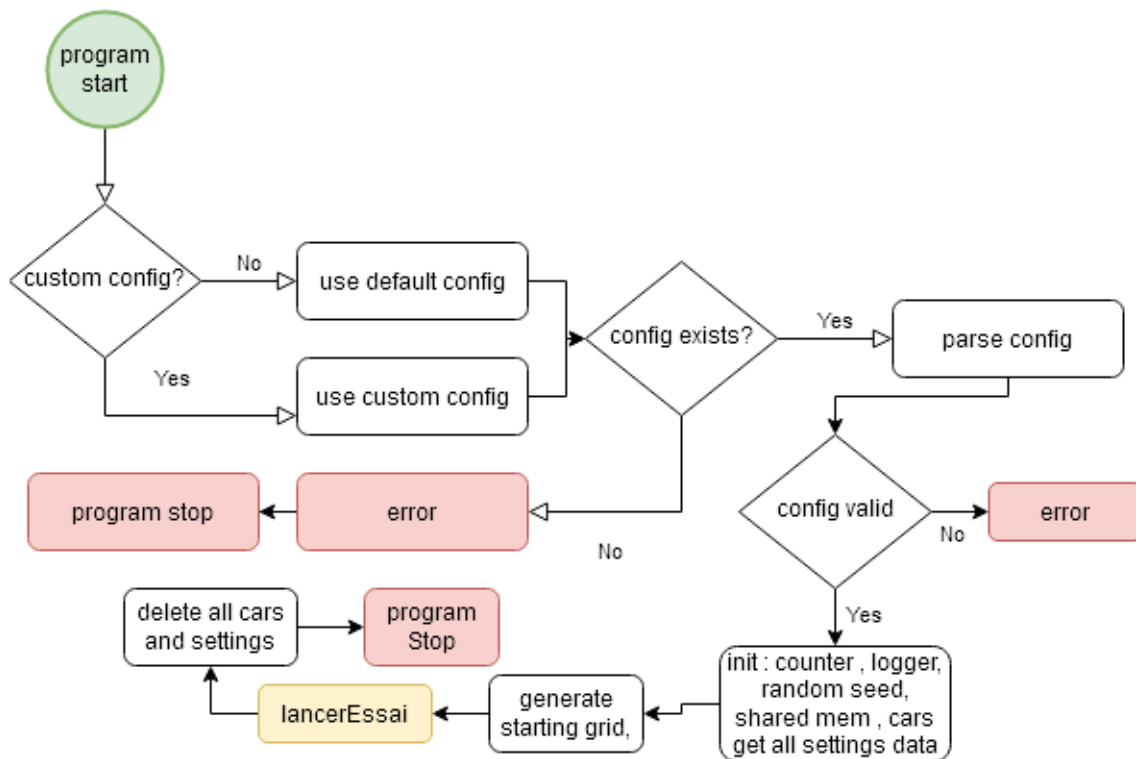 program
start
custom config?
No
use default config
Yes
use custom config
config exists?
Yes
parse config
No
error
program stop
config valid
No
error
Yes
init : counter , logger,
random seed,
shared mem , cars
get all settings data
generate
starting grid,
lancerEssai
delete all cars
and settings
program
Stop